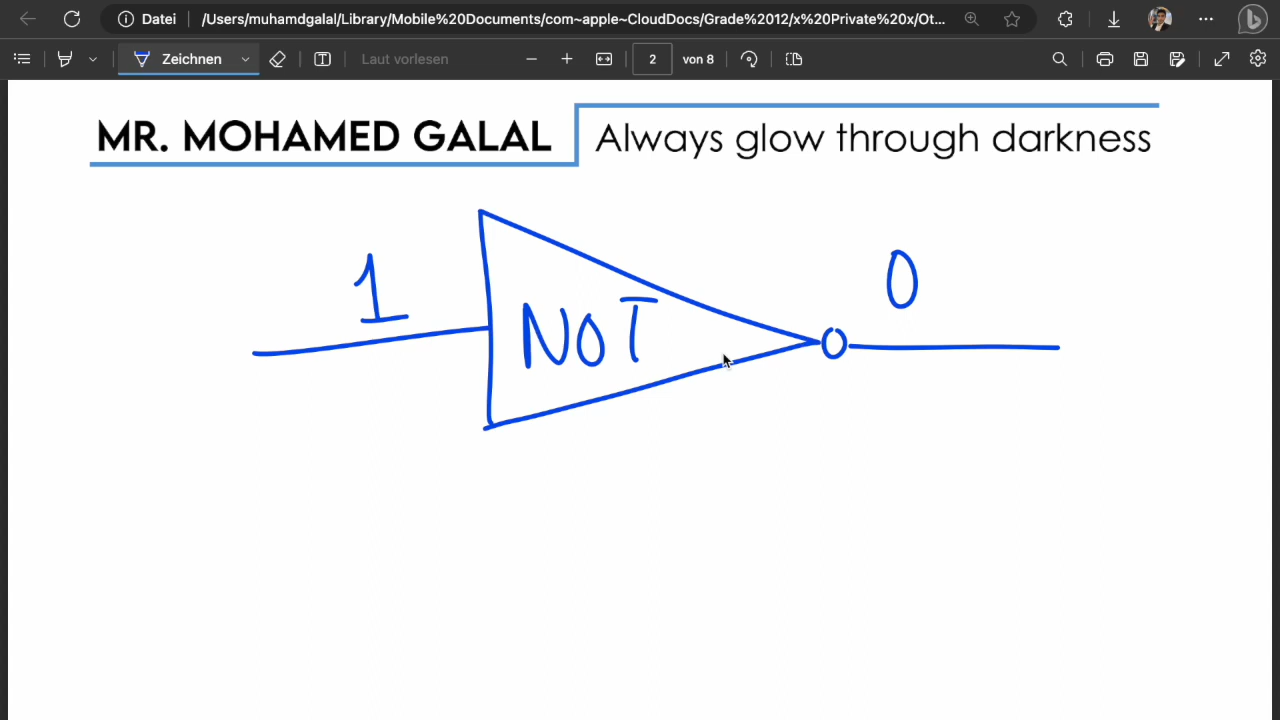 Datei /Users/muhamdgalal/Library/Mobile%20Documents/com~apple~CloudDocs/Grade%2012/x%20Private%20x/Ot...
Zeichnen Laut vorlesen 2 von 8
MR. MOHAMED GALAL Always glow through darkness
1 0
NOT